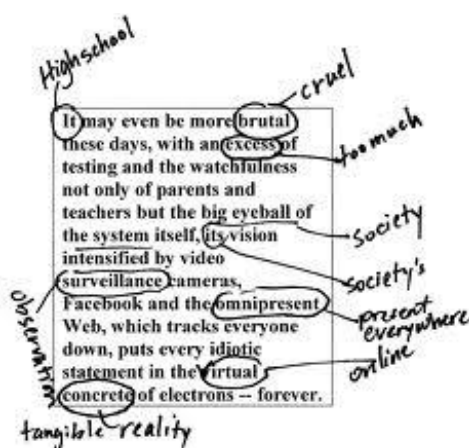 Highschool
cruel
It may even be more brutal
these days, with an excess of
too much
testing and the watchfulness
not only of parents and
teachers but the big eyeball of
the system itself, its vision
society
intensified by video
society's
surveillance cameras,
observation
Facebook and the omnipresent
present everywhere
Web, which tracks everyone
down, puts every idiotic
online
statement in the virtual
concrete of electrons -- forever.
tangible reality